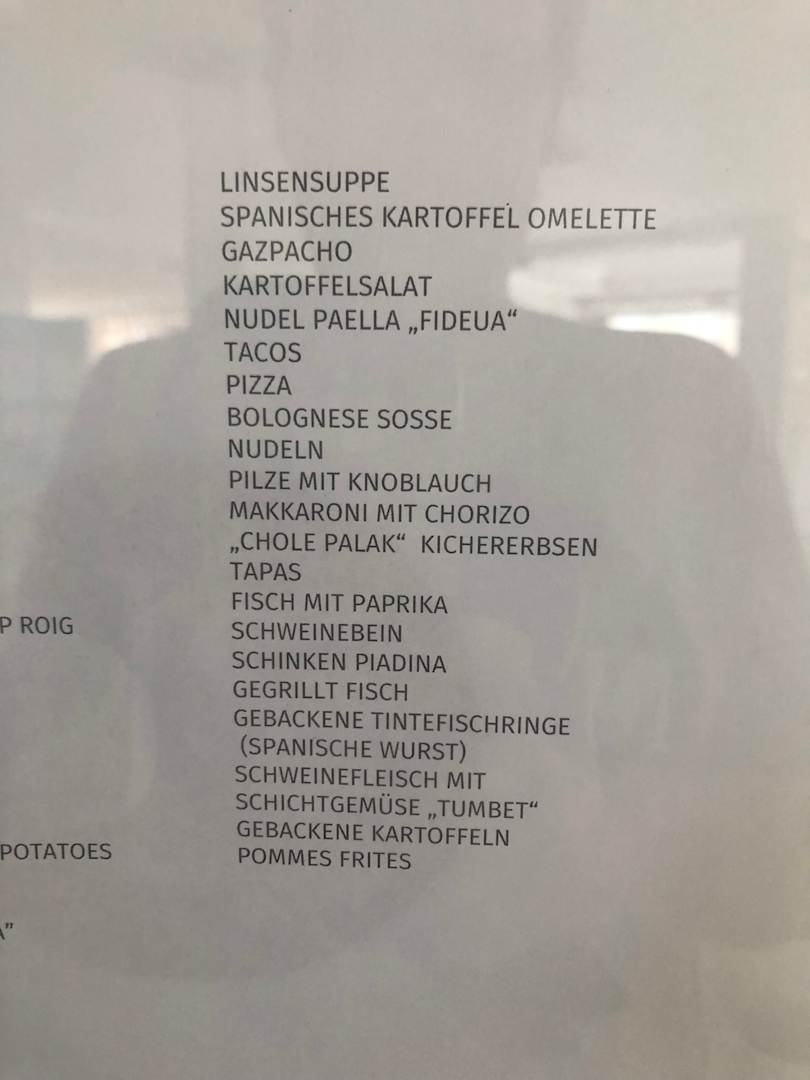 LINSENSUPPE
SPANISCHES KARTOFFEL OMELETTE
GAZPACHO
KARTOFFELSALAT
NUDEL PAELLA „FIDEUA“
TACOS
PIZZA
BOLOGNESE SOSSE
NUDELN
PILZE MIT KNOBLAUCH
MAKKARONI MIT CHORIZO
„CHOLE PALAK“ KICHERERBSEN
TAPAS
FISCH MIT PAPRIKA
P ROIG
SCHWEINEBEIN
SCHINKEN PIADINA
GEGRILLT FISCH
GEBACKENE TINTEFISCHRINGE
(SPANISCHE WURST)
SCHWEINEFLEISCH MIT
SCHICHTGEMÜSE „TUMBET“
GEBACKENE KARTOFFELN
POTATOES
POMMES FRITES